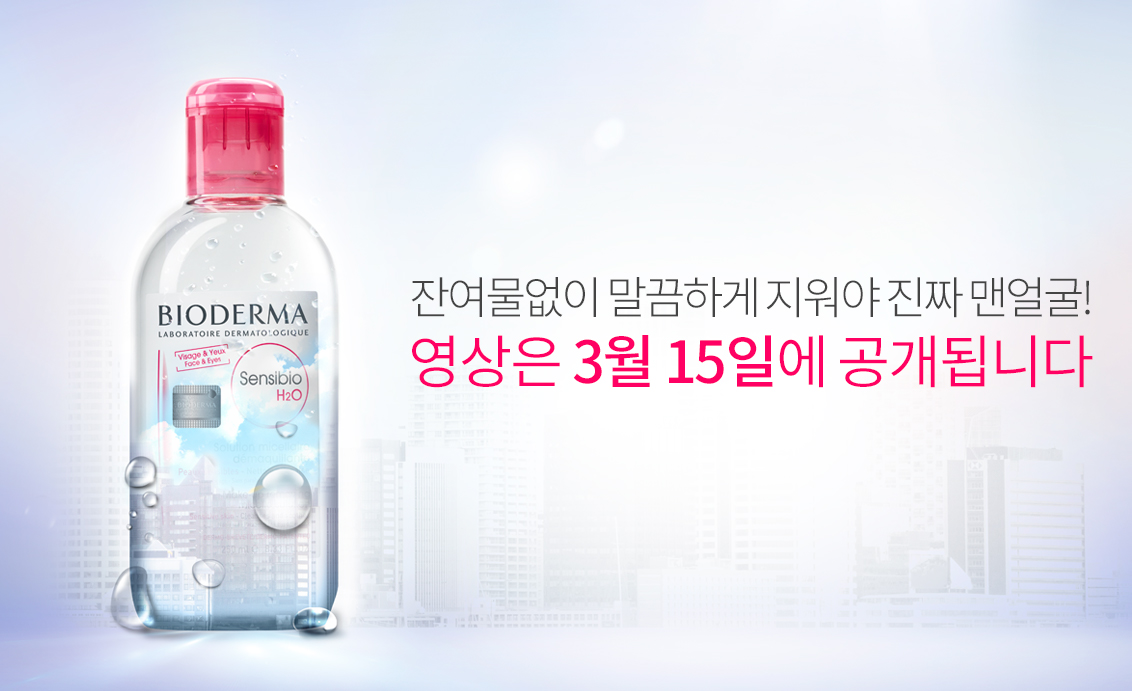 BIODERMA
LABORATOIRE DERMATOLOGIQUE
Visage & Yeux
Face & Eyes
Sensibio
H2O
BIODERMA
잔여물없이 말끔하게 지워야 진짜 맨얼굴!
영상은 3월 15일에 공개됩니다